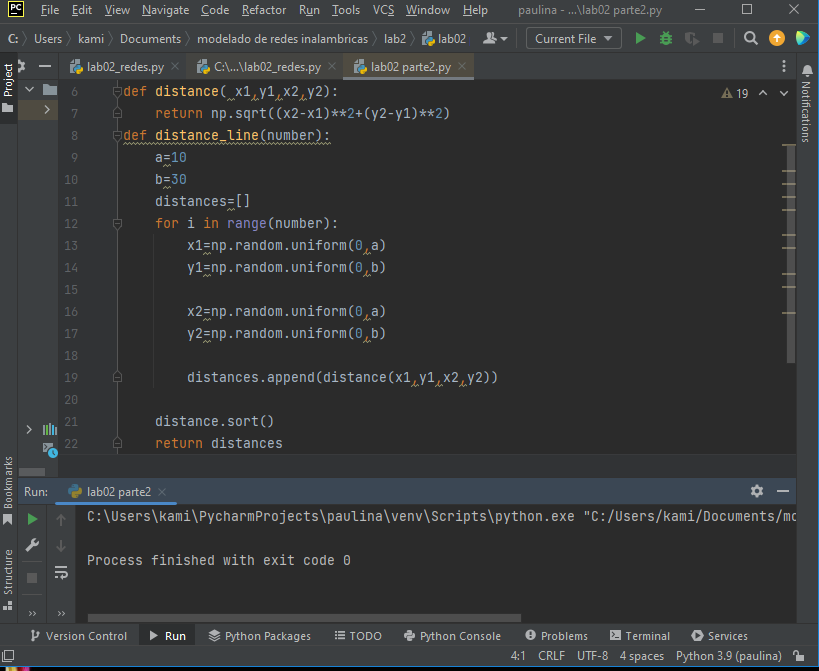 PC File Edit View Navigate Code Refactor Run Tools VCS Window Help paulina - ...\lab02 parte2.py
C: Users kami Documents modelado de redes inalambricas lab2 lab02 Current File
Project
lab02_redes.py C:\...\lab02_redes.py lab02 parte2.py
Notifications
19
6 def distance( x1,y1,x2,y2):
7 return np.sqrt((x2-x1)**2+(y2-y1)**2)
8 def distance_line(number):
9 a=10
10 b=30
11 distances=[]
12 for i in range(number):
13 x1=np.random.uniform(0,a)
14 y1=np.random.uniform(0,b)
15
16 x2=np.random.uniform(0,a)
17 y2=np.random.uniform(0,b)
18
19 distances.append(distance(x1,y1,x2,y2))
20
21 distance.sort()
22 return distances
Bookmarks
Structure
Run: lab02 parte2
C:\Users\kami\PycharmProjects\paulina\venv\Scripts\python.exe "C:/Users/kami/Documents/mo
Process finished with exit code 0
Version Control Run Python Packages TODO Python Console Problems Terminal Services
4:1 CRLF UTF-8 4 spaces Python 3.9 (paulina)